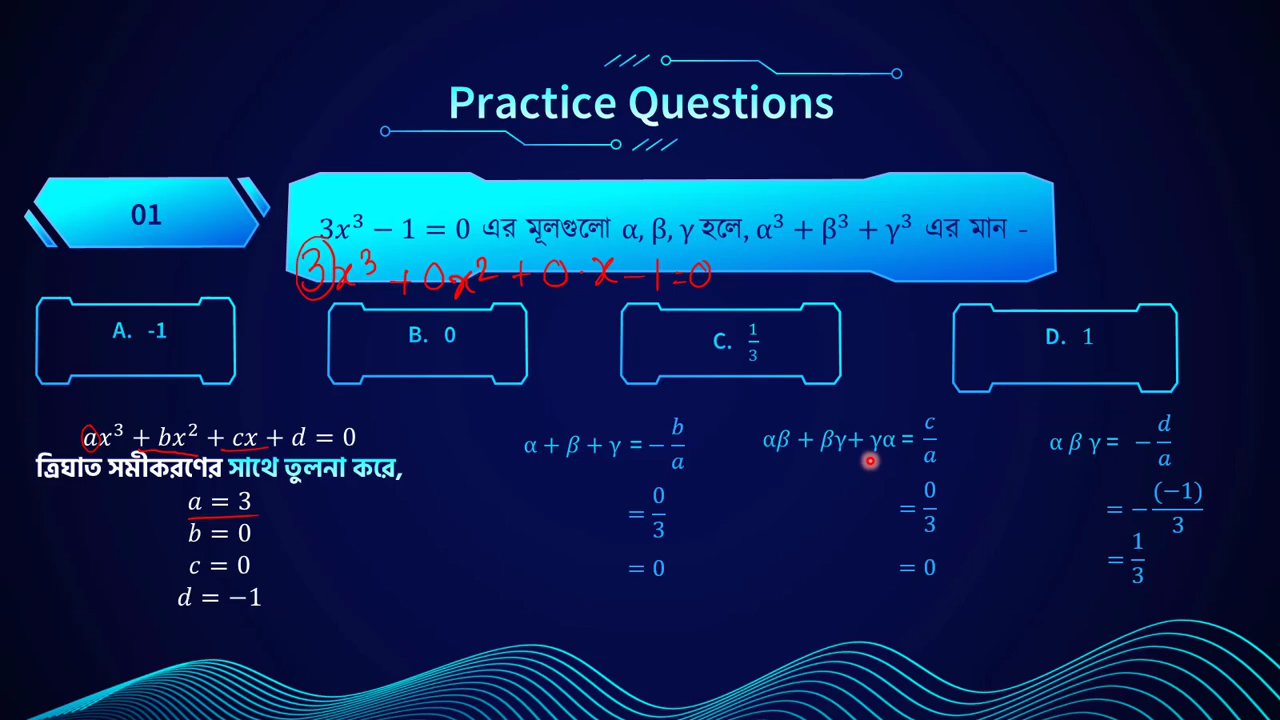 Practice Questions
01
3x³ − 1 = 0 এর মূলগুলো α, β, γ হলে, α³ + β³ + γ³ এর মান -
3x³ + 0x² + 0·x − 1 = 0
A. -1
B. 0
C. 1/3
D. 1
ax³ + bx² + cx + d = 0
ত্রিঘাত সমীকরণের সাথে তুলনা করে,
a = 3
b = 0
c = 0
d = −1
α + β + γ = − b/a
= 0/3
= 0
αβ + βγ + γα = c/a
= 0/3
= 0
α β γ = − d/a
= − (−1)/3
= 1/3